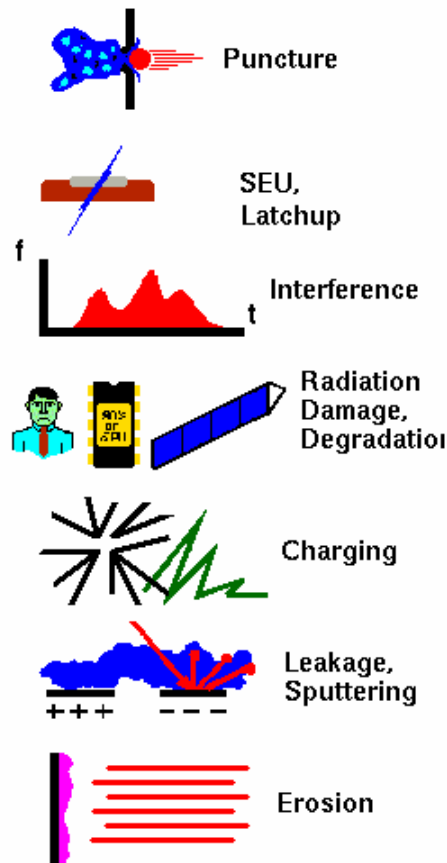 Puncture
SEU,
Latchup
f
Interference
t
Radiation
Damage,
Degradation
Charging
Leakage,
Sputtering
+ + +
- - -
Erosion